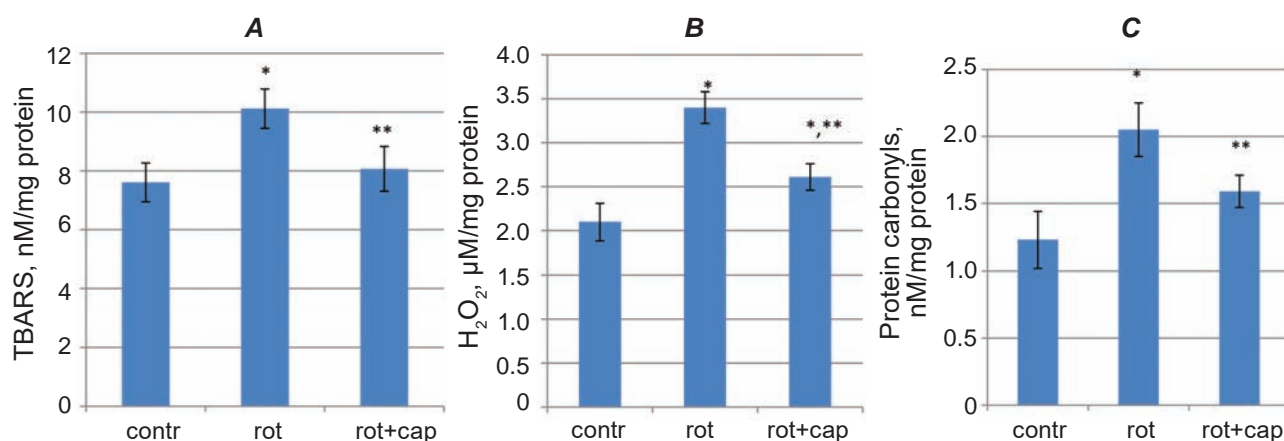 A
TBARS, nM/mg protein
12
10
8
6
4
2
0
*
**
contr rot rot+cap
B
H₂O₂, µM/mg protein
4.0
3.5
3.0
2.5
2.0
1.5
1.0
0.5
0
*
*,**
contr rot rot+cap
C
Protein carbonyls,
nM/mg protein
2.5
2.0
1.5
1.0
0.5
0
*
**
contr rot rot+cap